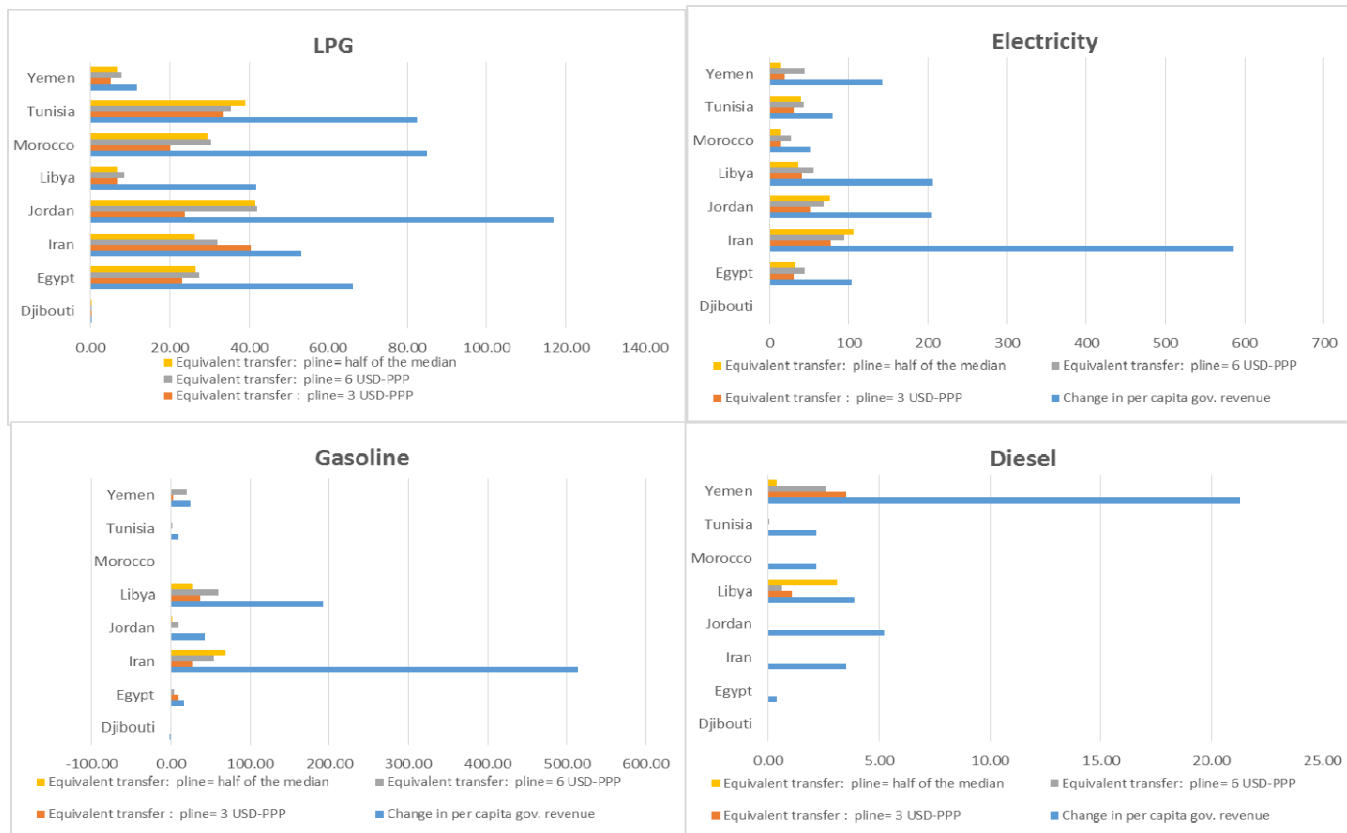 LPG
Yemen
Tunisia
Morocco
Libya
Jordan
Iran
Egypt
Djibouti
0.00 20.00 40.00 60.00 80.00 100.00 120.00 140.00
Equivalent transfer: pline= half of the median
Equivalent transfer: pline= 6 USD-PPP
Equivalent transfer : pline= 3 USD-PPP
Electricity
Yemen
Tunisia
Morocco
Libya
Jordan
Iran
Egypt
Djibouti
0 100 200 300 400 500 600 700
Equivalent transfer: pline= half of the median Equivalent transfer: pline= 6 USD-PPP
Equivalent transfer : pline= 3 USD-PPP Change in per capita gov. revenue
Gasoline
Yemen
Tunisia
Morocco
Libya
Jordan
Iran
Egypt
Djibouti
-100.00 0.00 100.00 200.00 300.00 400.00 500.00 600.00
Equivalent transfer: pline= half of the median Equivalent transfer: pline= 6 USD-PPP
Equivalent transfer : pline= 3 USD-PPP Change in per capita gov. revenue
Diesel
Yemen
Tunisia
Morocco
Libya
Jordan
Iran
Egypt
Djibouti
0.00 5.00 10.00 15.00 20.00 25.00
Equivalent transfer: pline= half of the median Equivalent transfer: pline= 6 USD-PPP
Equivalent transfer : pline= 3 USD-PPP Change in per capita gov. revenue